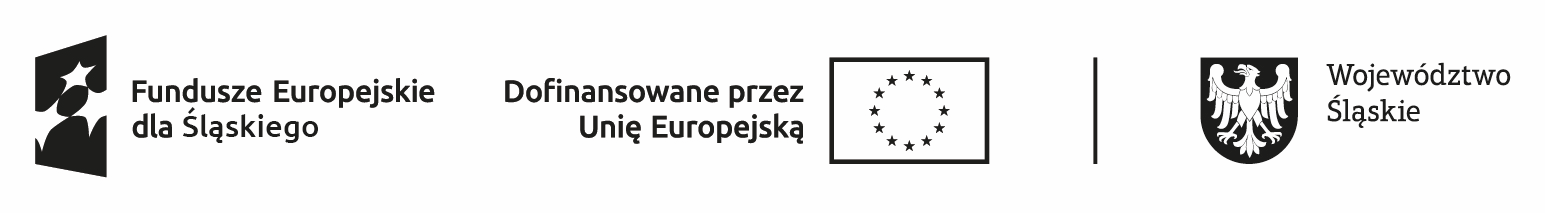 Fundusze Europejskie
dla Śląskiego
Dofinansowane przez
Unię Europejską
Województwo
Śląskie